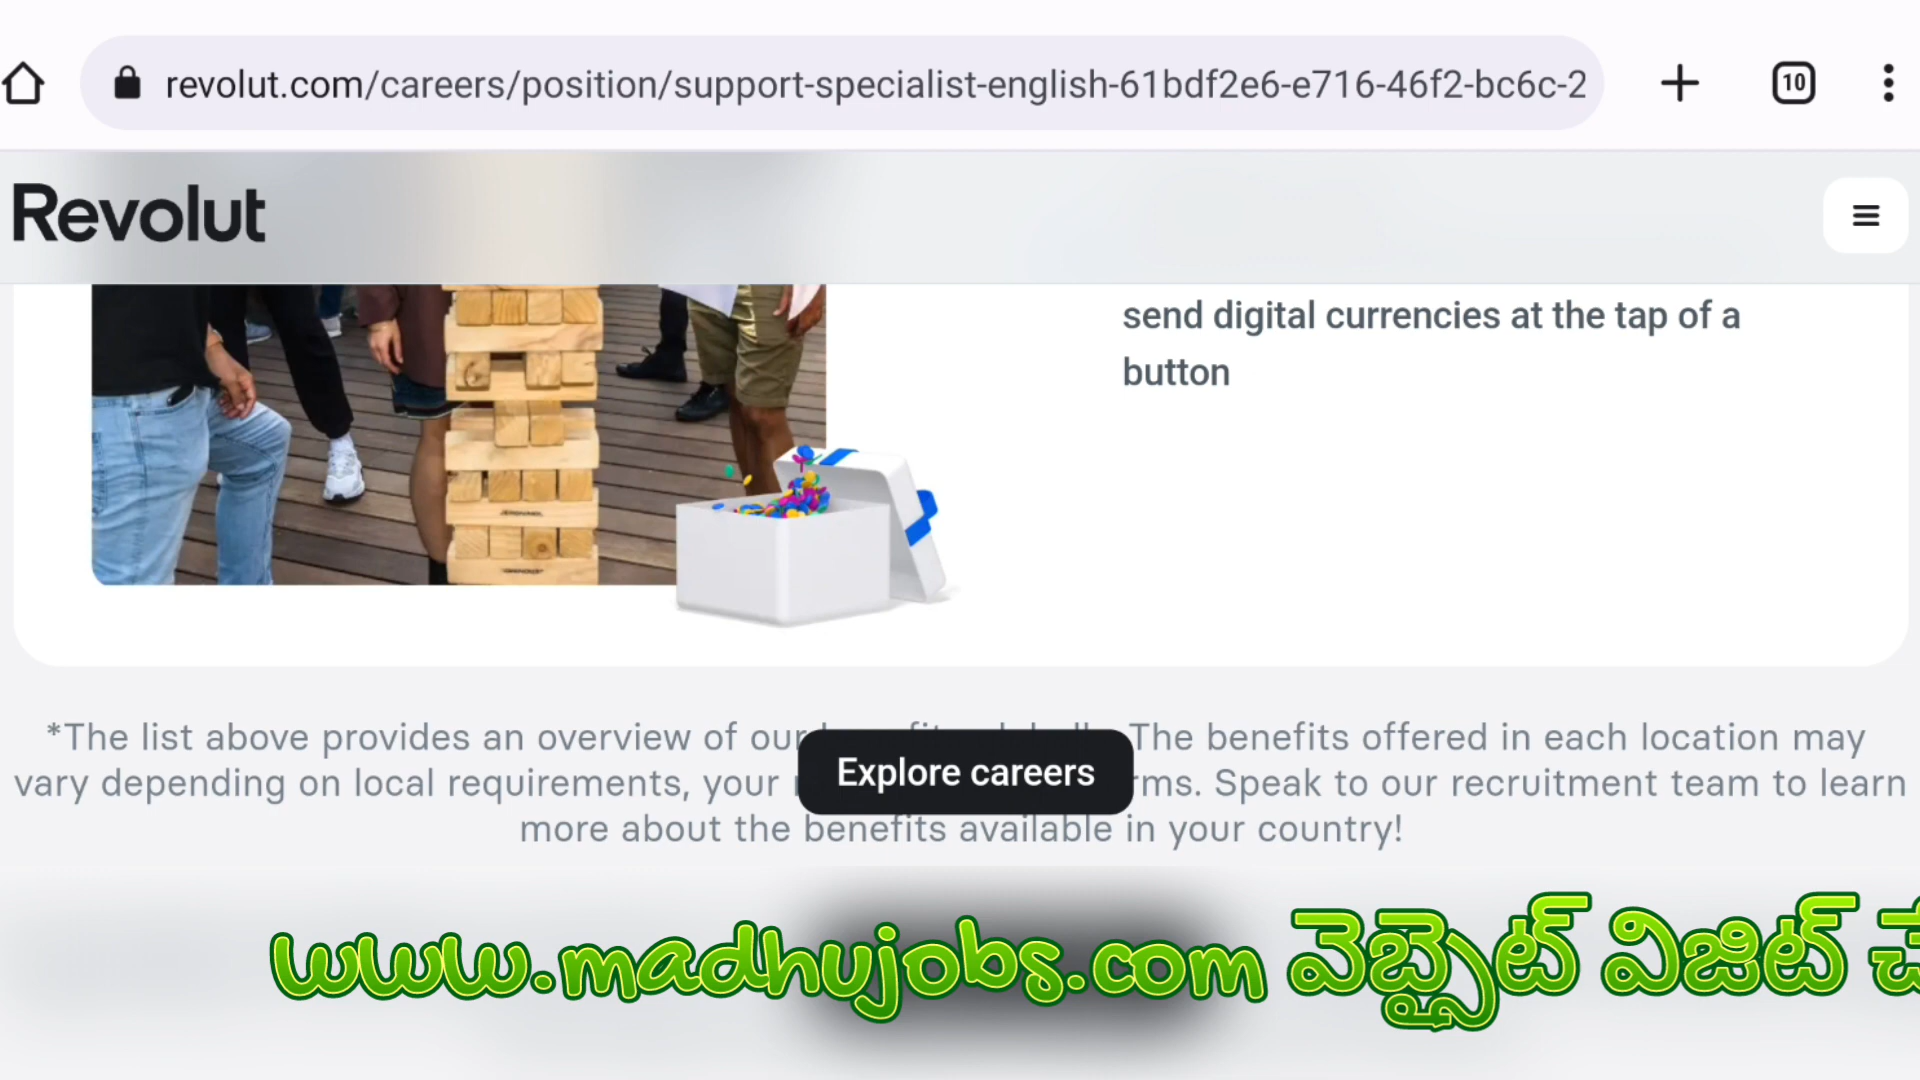 revolut.com/careers/position/support-specialist-english-61bdf2e6-e716-46f2-bc6c-2
10
Revolut
send digital currencies at the tap of a
button
*The list above provides an overview of our The benefits offered in each location may
vary depending on local requirements, your Speak to our recruitment team to learn
more about the benefits available in your country!
Explore careers
www.madhujobs.com వెబ్సైట్ విజిట్